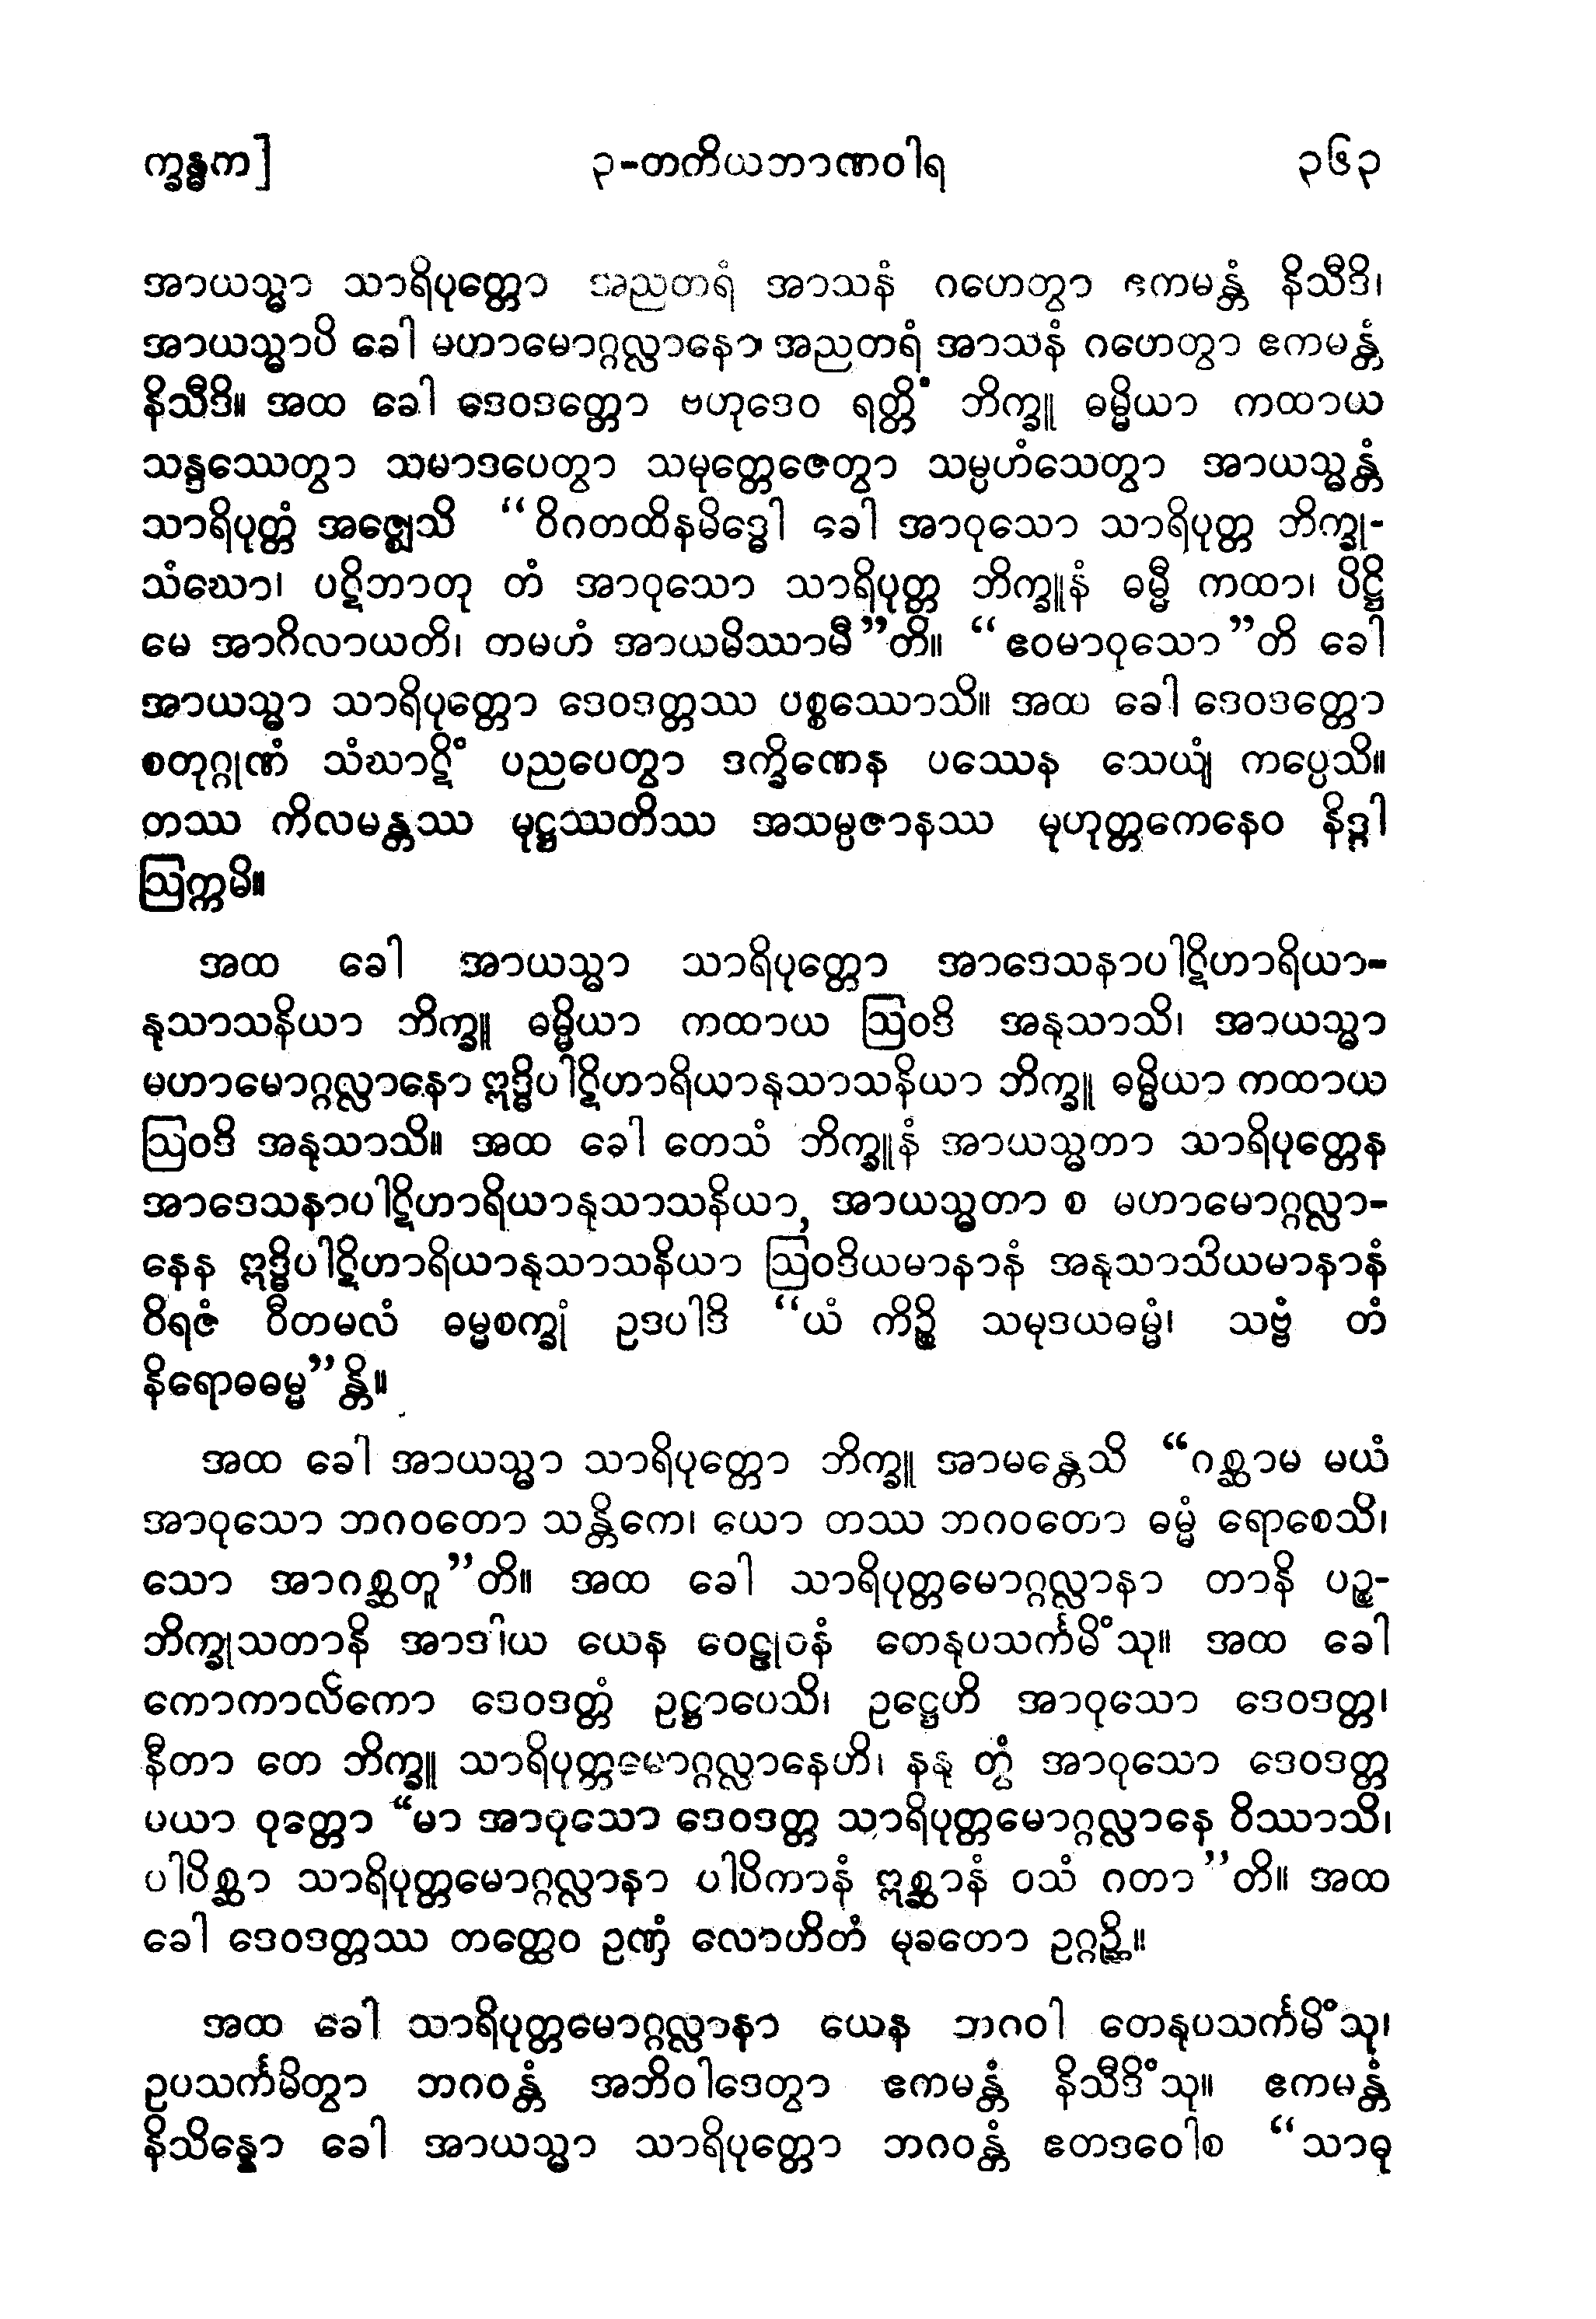 က္ခန္ဓက]
၃-တကိယဘာဏဝါရ
၃၆၃
အာယသ္မာ သာရိပုတ္တော အညတရံ အာသနံ ဂဟေတွာ ဧကမန္တံ နိသီဒိ၊
အာယသ္မာပိ ခေါ မဟာမောဂ္ဂလ္လာနော အညတရံ အာသနံ ဂဟေတွာ ဧကမန္တံ
နိသီဒိ။ အထ ခေါ ဒေဝဒတ္တော ဗဟုဒေဝ ရတ္တိံ ဘိက္ခူ ဓမ္မိယာ ကထာယ
သန္ဒဿေတွာ သမာဒပေတွာ သမုတ္တေဇေတွာ သမ္ပဟံသေတွာ အာယသ္မန္တံ
သာရိပုတ္တံ အဇ္ဈေသိ “ဝိဂတထိနမိဒ္ဓေါ ခေါ အာဝုသော သာရိပုတ္တ ဘိက္ခု-
သံဃော၊ ပဋိဘာတု တံ အာဝုသော သာရိပုတ္တ ဘိက္ခူနံ ဓမ္မီ ကထာ၊ ပိဋ္ဌိ
မေ အာဂိလာယတိ၊ တမဟံ အာယမိဿာမီ”တိ။ “ဧဝမာဝုသော”တိ ခေါ
အာယသ္မာ သာရိပုတ္တော ဒေဝဒတ္တဿ ပစ္စဿောသိ။ အထ ခေါ ဒေဝဒတ္တော
စတုဂ္ဂုဏံ သံဃာဋိံ ပညပေတွာ ဒက္ခိဏေန ပဿေန သေယျံ ကပ္ပေသိ။
တဿ ကိလမန္တဿ မုဋ္ဌဿတိဿ အသမ္ပဇာနဿ မုဟုတ္တကေနေဝ နိဒ္ဒါ
ဩက္ကမိ။
အထ ခေါ အာယသ္မာ သာရိပုတ္တော အာဒေသနာပါဋိဟာရိယာ-
နုသာသနိယာ ဘိက္ခူ ဓမ္မိယာ ကထာယ ဩဝဒိ အနုသာသိ၊ အာယသ္မာ
မဟာမောဂ္ဂလ္လာနော ဣဒ္ဓိပါဋိဟာရိယာနုသာသနိယာ ဘိက္ခူ ဓမ္မိယာ ကထာယ
ဩဝဒိ အနုသာသိ။ အထ ခေါ တေသံ ဘိက္ခူနံ အာယသ္မတာ သာရိပုတ္တေန
အာဒေသနာပါဋိဟာရိယာနုသာသနိယာ, အာယသ္မတာ စ မဟာမောဂ္ဂလ္လာ-
နေန ဣဒ္ဓိပါဋိဟာရိယာနုသာသနိယာ ဩဝဒိယမာနာနံ အနုသာသိယမာနာနံ
ဝိရဇံ ဝီတမလံ ဓမ္မစက္ခုံ ဥဒပါဒိ “ယံ ကိဉ္စိ သမုဒယဓမ္မံ၊ သဗ္ဗံ တံ
နိရောဓဓမ္မ”န္တိ။
အထ ခေါ အာယသ္မာ သာရိပုတ္တော ဘိက္ခူ အာမန္တေသိ “ဂစ္ဆာမ မယံ
အာဝုသော ဘဂဝတော သန္တိကေ၊ ယော တဿ ဘဂဝတော ဓမ္မံ ရောစေသိ၊
သော အာဂစ္ဆတူ”တိ။ အထ ခေါ သာရိပုတ္တမောဂ္ဂလ္လာနာ တာနိ ပဉ္စ-
ဘိက္ခုသတာနိ အာဒါယ ယေန ဝေဠုဝနံ တေနုပသင်္ကမိံသု။ အထ ခေါ
ကောကာလိကော ဒေဝဒတ္တံ ဥဋ္ဌာပေသိ၊ ဥဋ္ဌေဟိ အာဝုသော ဒေဝဒတ္တ၊
နီတာ တေ ဘိက္ခူ သာရိပုတ္တမောဂ္ဂလ္လာနေဟိ၊ နနု တွံ အာဝုသော ဒေဝဒတ္တ
မယာ ဝုတ္တော “မာ အာဝုသော ဒေဝဒတ္တ သာရိပုတ္တမောဂ္ဂလ္လာနေ ဝိဿာသိ၊
ပါပိစ္ဆာ သာရိပုတ္တမောဂ္ဂလ္လာနာ ပါပိကာနံ ဣစ္ဆာနံ ဝသံ ဂတာ”တိ။ အထ
ခေါ ဒေဝဒတ္တဿ တတ္ထေဝ ဥဏှံ လောဟိတံ မုခတော ဥဂ္ဂဉ္ဆိ။
အထ ခေါ သာရိပုတ္တမောဂ္ဂလ္လာနာ ယေန ဘဂဝါ တေနုပသင်္ကမိံသု၊
ဥပသင်္ကမိတွာ ဘဂဝန္တံ အဘိဝါဒေတွာ ဧကမန္တံ နိသီဒိံသု။ ဧကမန္တံ
နိသိန္နော ခေါ အာယသ္မာ သာရိပုတ္တော ဘဂဝန္တံ ဧတဒဝေါစ “သာဓု